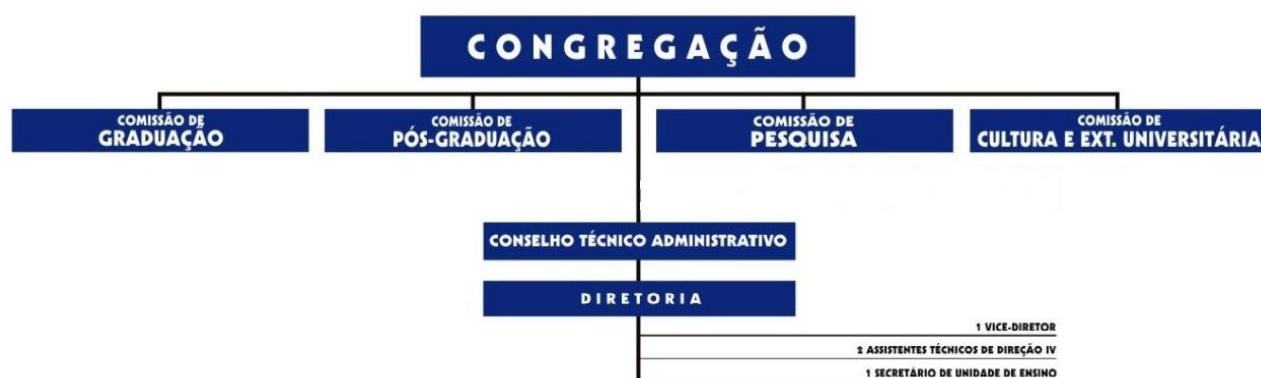 CONGREGAÇÃO
COMISSÃO DE
GRADUAÇÃO
COMISSÃO DE
PÓS-GRADUAÇÃO
COMISSÃO DE
PESQUISA
COMISSÃO DE
CULTURA E EXT. UNIVERSITÁRIA
CONSELHO TÉCNICO ADMINISTRATIVO
DIRETORIA
1 VICE-DIRETOR
2 ASSISTENTES TÉCNICOS DE DIREÇÃO IV
1 SECRETÁRIO DE UNIDADE DE ENSINO